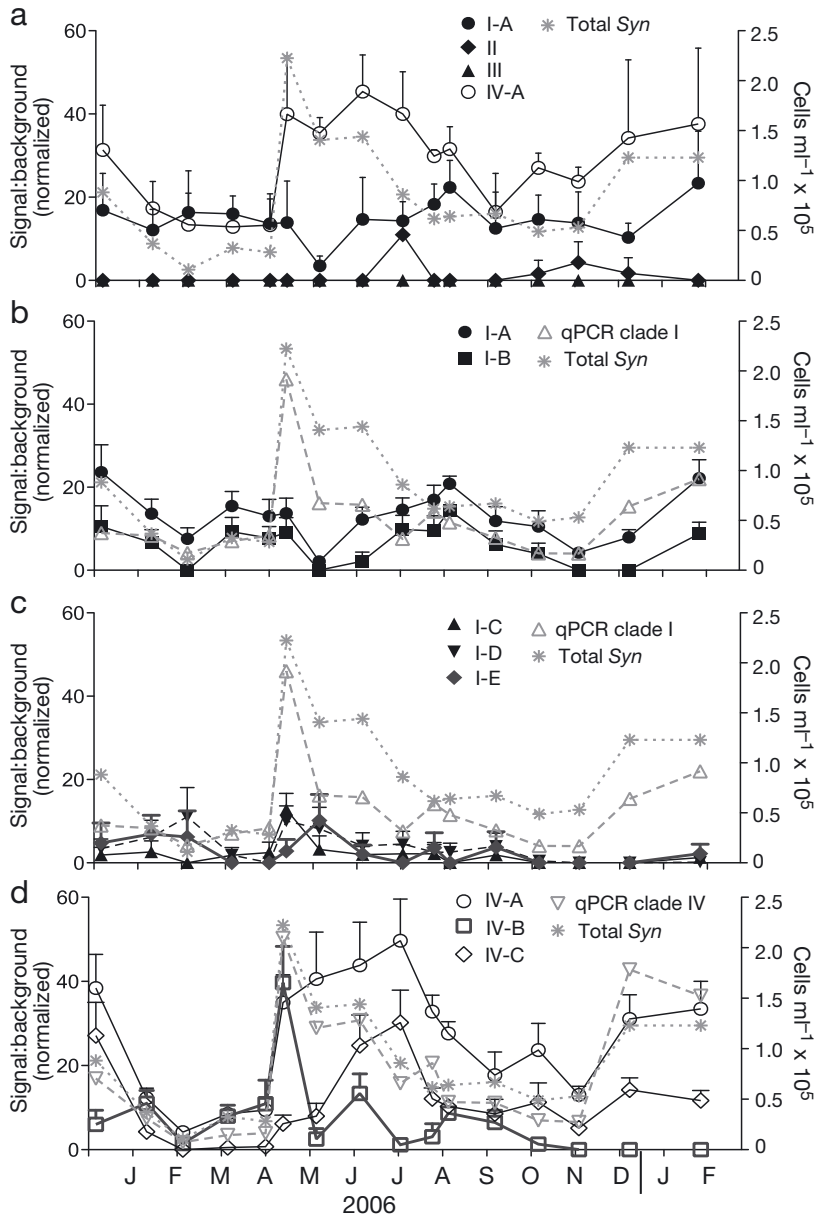 a
60
40
20
0
Signal:background
(normalized)
I-A
II
III
IV-A
Total Syn
2.5
2.0
1.5
1.0
0.5
0
Cells ml⁻¹ x 10⁵
b
60
40
20
0
Signal:background
(normalized)
I-A
I-B
qPCR clade I
Total Syn
2.5
2.0
1.5
1.0
0.5
0
Cells ml⁻¹ x 10⁵
c
60
40
20
0
Signal:background
(normalized)
I-C
I-D
I-E
qPCR clade I
Total Syn
2.5
2.0
1.5
1.0
0.5
0
Cells ml⁻¹ x 10⁵
d
60
40
20
0
Signal:background
(normalized)
IV-A
IV-B
IV-C
qPCR clade IV
Total Syn
2.5
2.0
1.5
1.0
0.5
0
Cells ml⁻¹ x 10⁵
J F M A M J J A S O N D J F
2006